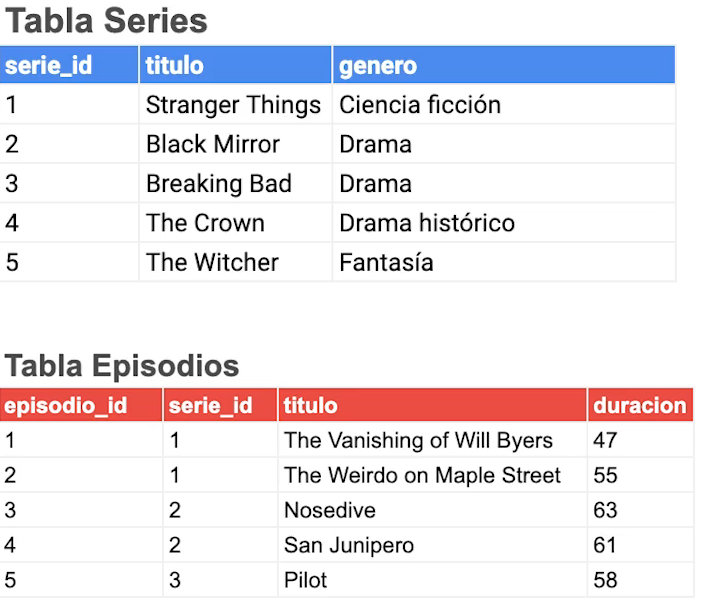 Tabla Series
serie_id titulo genero
1 Stranger Things Ciencia ficción
2 Black Mirror Drama
3 Breaking Bad Drama
4 The Crown Drama histórico
5 The Witcher Fantasía
Tabla Episodios
episodio_id serie_id titulo duracion
1 1 The Vanishing of Will Byers 47
2 1 The Weirdo on Maple Street 55
3 2 Nosedive 63
4 2 San Junipero 61
5 3 Pilot 58